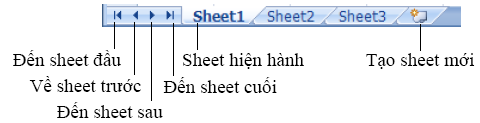 Sheet1 Sheet2 Sheet3
Đến sheet đầu Sheet hiện hành Tạo sheet mới
Về sheet trước Đến sheet cuối
Đến sheet sau